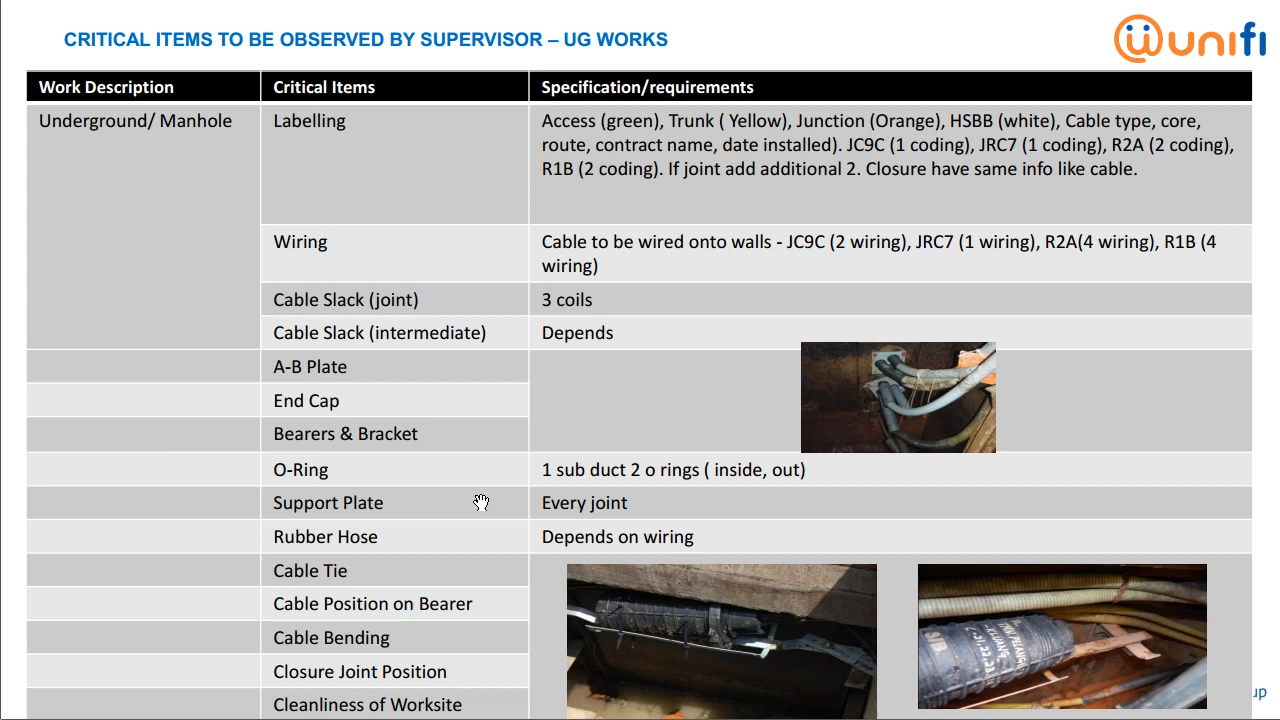 CRITICAL ITEMS TO BE OBSERVED BY SUPERVISOR – UG WORKS
unifi
Work Description
Critical Items
Specification/requirements
Underground/ Manhole
Labelling
Access (green), Trunk ( Yellow), Junction (Orange), HSBB (white), Cable type, core,
route, contract name, date installed). JC9C (1 coding), JRC7 (1 coding), R2A (2 coding),
R1B (2 coding). If joint add additional 2. Closure have same info like cable.
Wiring
Cable to be wired onto walls - JC9C (2 wiring), JRC7 (1 wiring), R2A(4 wiring), R1B (4
wiring)
Cable Slack (joint)
3 coils
Cable Slack (intermediate)
Depends
A-B Plate
End Cap
Bearers & Bracket
O-Ring
1 sub duct 2 o rings ( inside, out)
Support Plate
Every joint
Rubber Hose
Depends on wiring
Cable Tie
Cable Position on Bearer
Cable Bending
Closure Joint Position
Cleanliness of Worksite
up